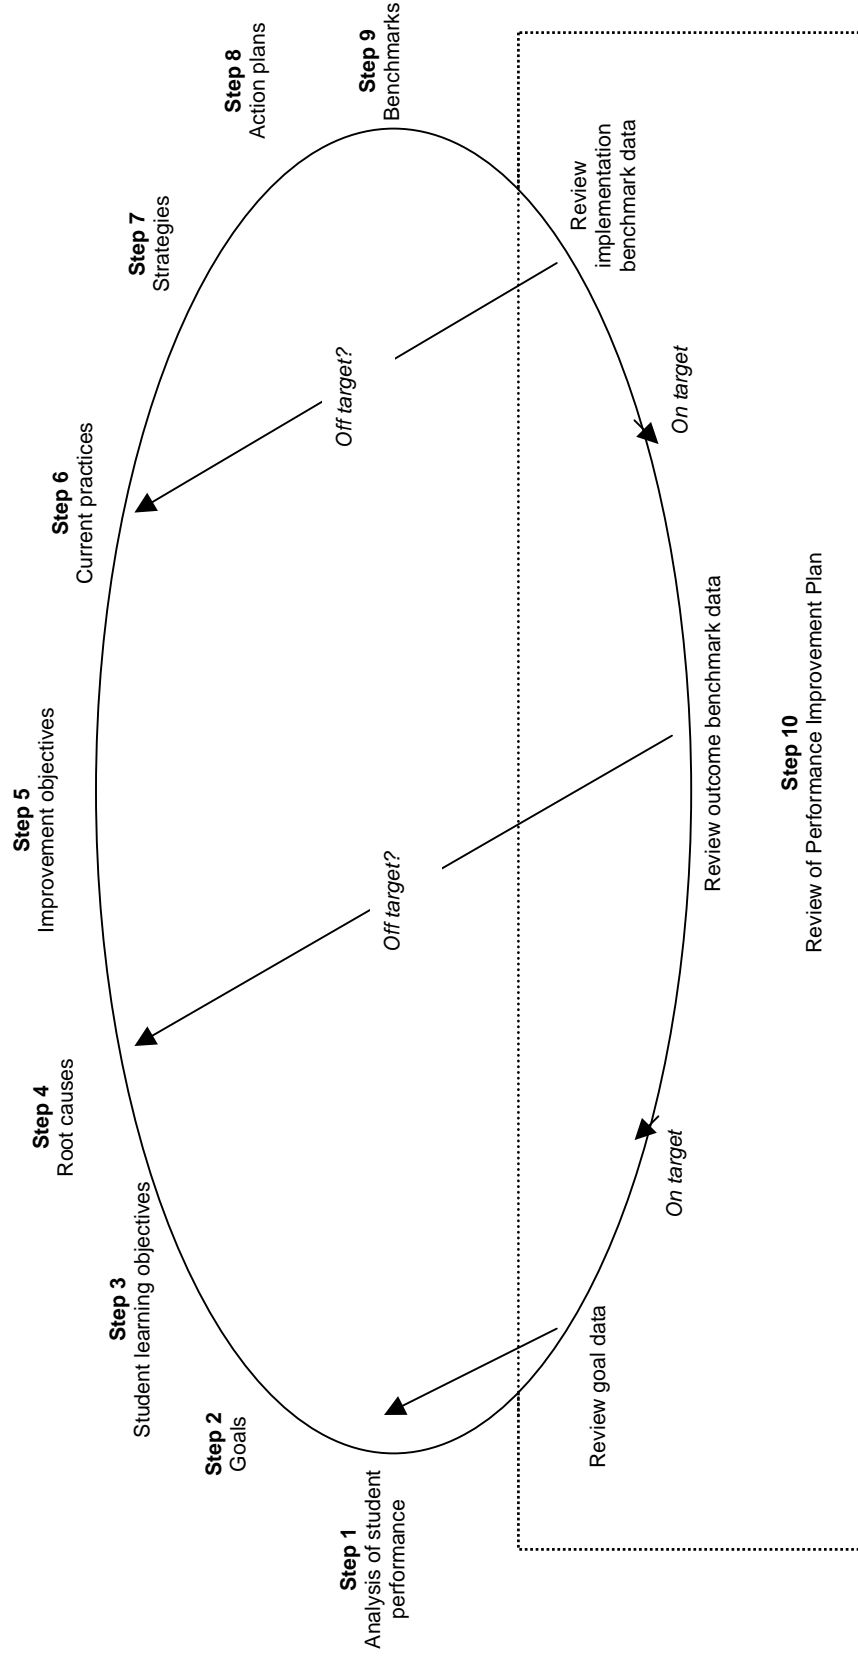 Step 1
Analysis of student
performance
Step 2
Goals
Step 3
Student learning objectives
Step 4
Root causes
Step 5
Improvement objectives
Step 6
Current practices
Step 7
Strategies
Step 8
Action plans
Step 9
Benchmarks
Off target?
Off target?
Review goal data
On target
Review outcome benchmark data
On target
Review
implementation
benchmark data
Step 10
Review of Performance Improvement Plan